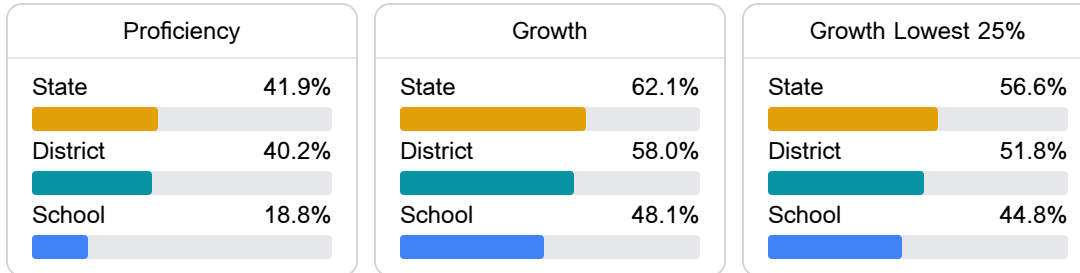 Proficiency
State 41.9%
District 40.2%
School 18.8%
Growth
State 62.1%
District 58.0%
School 48.1%
Growth Lowest 25%
State 56.6%
District 51.8%
School 44.8%